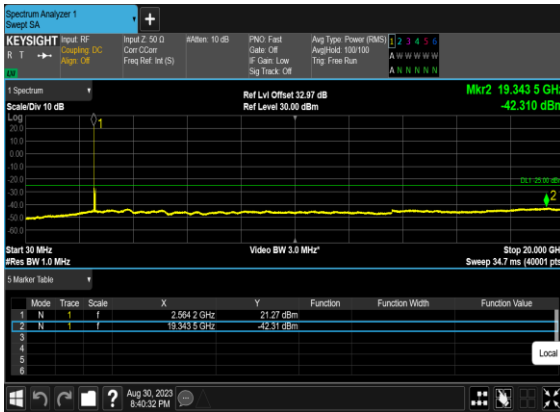 Spectrum Analyzer 1
Swept SA
+
KEYSIGHT Input: RF Input Z: 50 Ω #Atten: 10 dB PNO: Fast Avg Type: Power (RMS) 1 2 3 4 5 6
R T Coupling: DC Corr CCorr Gate: Off Avg|Hold: 100/100 A W W W W W
Align: Off Freq Ref: Int (S) IF Gain: Low Trig: Free Run
LXI Sig Track: Off A N N N N N
1 Spectrum Ref Lvl Offset 32.97 dB Mkr2 19.343 5 GHz
Scale/Div 10 dB Ref Level 30.00 dBm -42.310 dBm
Log
1
20.0
10.0
0.00
-10.0
-20.0
DL1 -25.00 dBm
-30.0
2
-40.0
-50.0
-60.0
Start 30 MHz Video BW 3.0 MHz* Stop 20.000 GHz
#Res BW 1.0 MHz Sweep 34.7 ms (40001 pts)
5 Marker Table
Mode Trace Scale X Y Function Function Width Function Value
1 N 1 f 2.564 2 GHz 21.27 dBm
2 N 1 f 19.343 5 GHz -42.31 dBm
3
4
5
6
Local
? Aug 30, 2023
8:40:32 PM